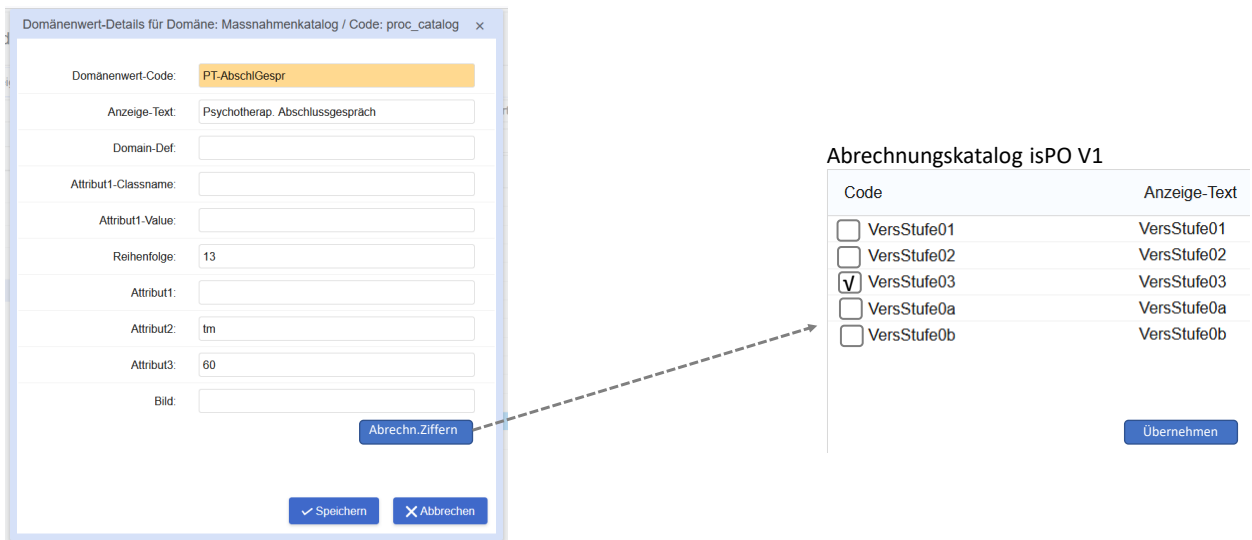 Domänenwert-Details für Domäne: Massnahmenkatalog / Code: proc_catalog ×
Domänenwert-Code: PT-AbschlGespr
Anzeige-Text: Psychotherap. Abschlussgespräch
Domain-Def:
Attribut1-Classname:
Attribut1-Value:
Reihenfolge: 13
Attribut1:
Attribut2: tm
Attribut3: 60
Bild:
Abrechn.Ziffern
Speichern Abbrechen
Abrechnungskatalog isPO V1
Code Anzeige-Text
VersStufe01 VersStufe01
VersStufe02 VersStufe02
√ VersStufe03 VersStufe03
VersStufe0a VersStufe0a
VersStufe0b VersStufe0b
Übernehmen